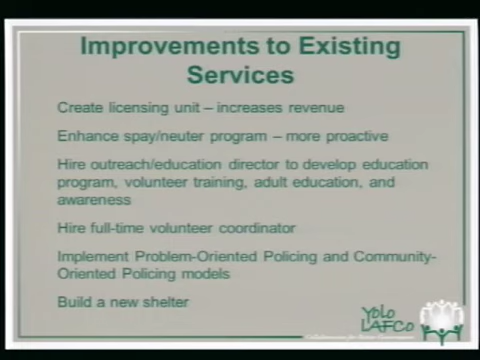 Improvements to Existing
Services
Create licensing unit – increases revenue
Enhance spay/neuter program – more proactive
Hire outreach/education director to develop education
program, volunteer training, adult education, and
awareness
Hire full-time volunteer coordinator
Implement Problem-Oriented Policing and Community-
Oriented Policing models
Build a new shelter
Yolo
LAFCo